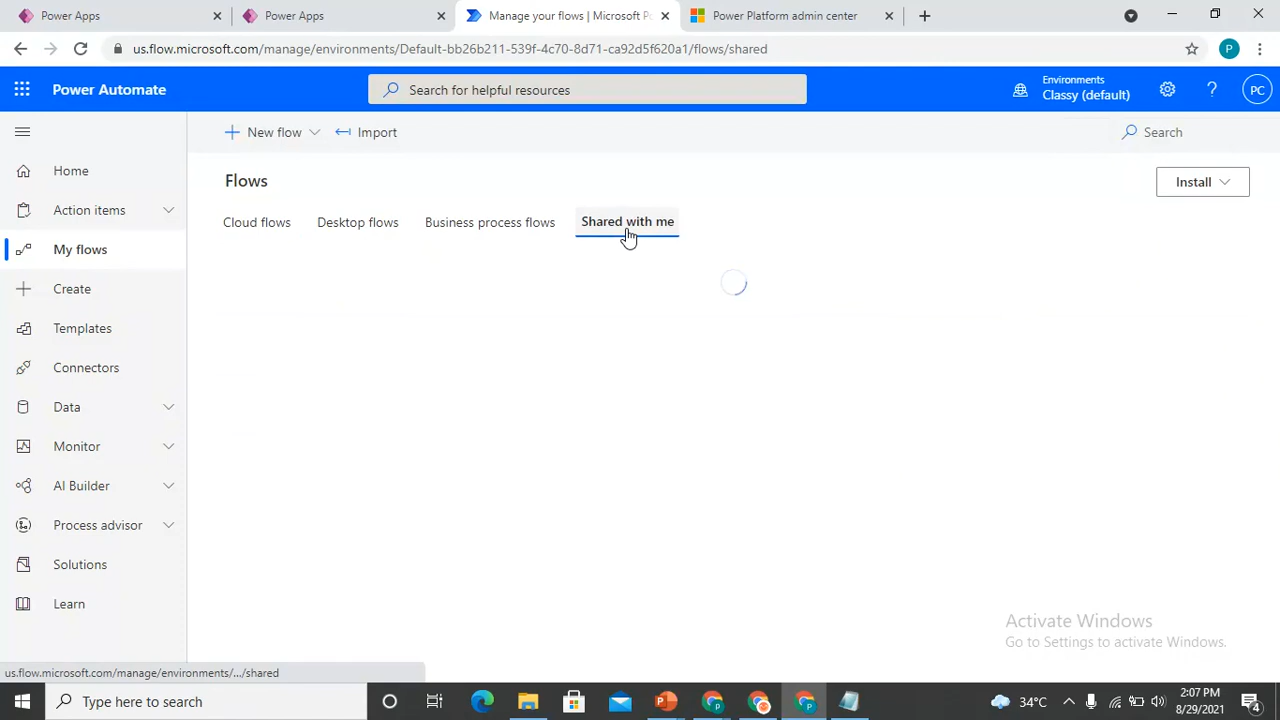 Power Apps
Power Apps
Manage your flows | Microsoft P
Power Platform admin center
us.flow.microsoft.com/manage/environments/Default-bb26b211-539f-4c70-8d71-ca92d5f620a1/flows/shared
P
Power Automate
Search for helpful resources
Environments
Classy (default)
?
PC
New flow
Import
Search
Home
Flows
Install
Action items
Cloud flows
Desktop flows
Business process flows
Shared with me
My flows
Create
Templates
Connectors
Data
Monitor
AI Builder
Process advisor
Solutions
Learn
Activate Windows
Go to Settings to activate Windows.
us.flow.microsoft.com/manage/environments/.../shared
Type here to search
34°C
2:07 PM
8/29/2021
4